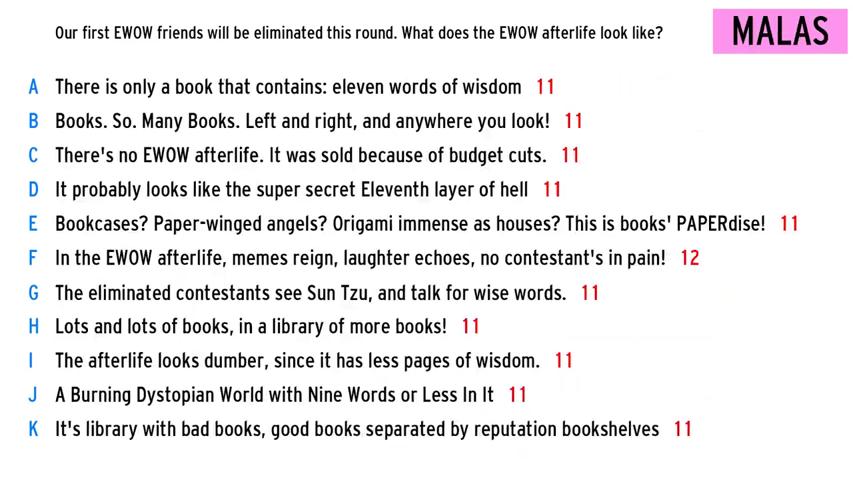 Our first EWOW friends will be eliminated this round. What does the EWOW afterlife look like?
MALAS
A There is only a book that contains: eleven words of wisdom 11
B Books. So. Many Books. Left and right, and anywhere you look! 11
C There's no EWOW afterlife. It was sold because of budget cuts. 11
D It probably looks like the super secret Eleventh layer of hell 11
E Bookcases? Paper-winged angels? Origami immense as houses? This is books' PAPERdise! 11
F In the EWOW afterlife, memes reign, laughter echoes, no contestant's in pain! 12
G The eliminated contestants see Sun Tzu, and talk for wise words. 11
H Lots and lots of books, in a library of more books! 11
I The afterlife looks dumber, since it has less pages of wisdom. 11
J A Burning Dystopian World with Nine Words or Less In It 11
K It's library with bad books, good books separated by reputation bookshelves 11